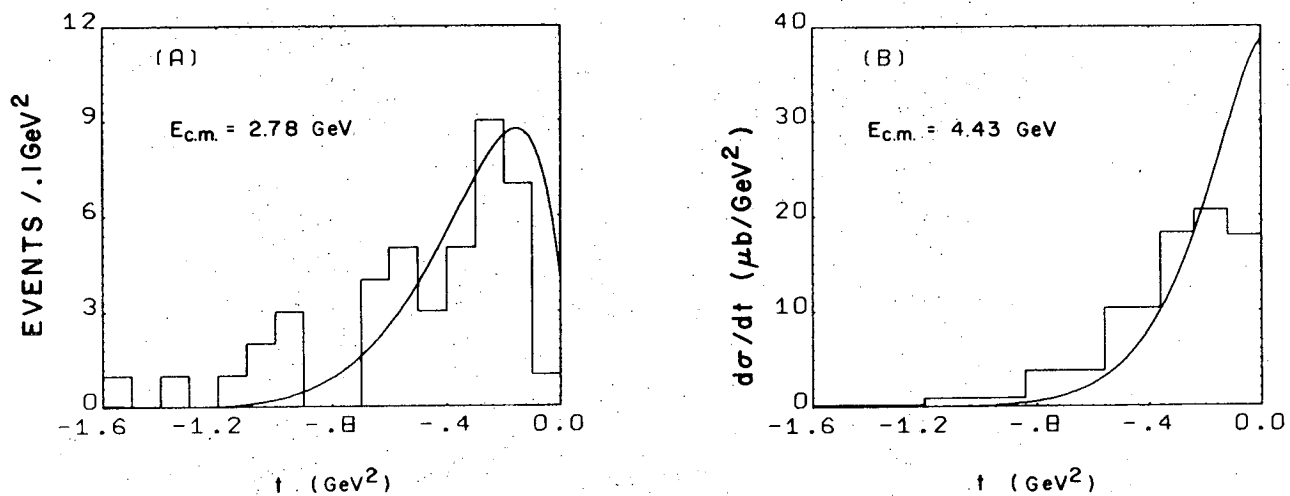 12
(A)
9
E_c.m. = 2.78 GeV
6
3
0
-1.6
-1.2
-.8
-.4
0.0
EVENTS / .1GeV²
t (GeV²)
40
(B)
30
E_c.m. = 4.43 GeV
20
10
0
-1.6
-1.2
-.8
-.4
0.0
dσ/dt (μb/GeV²)
t (GeV²)